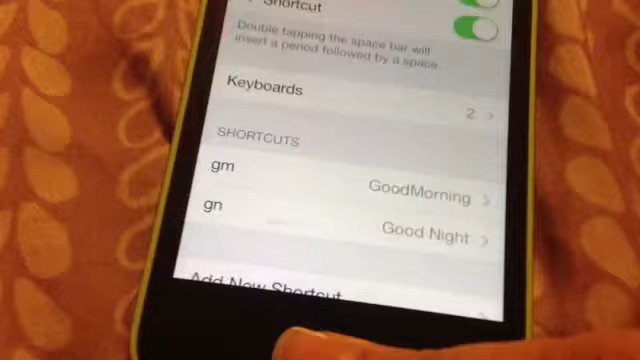 Shortcut
Double tapping the space bar will
insert a period followed by a space.
Keyboards 2
SHORTCUTS
gm GoodMorning
gn Good Night
Add New Shortcut